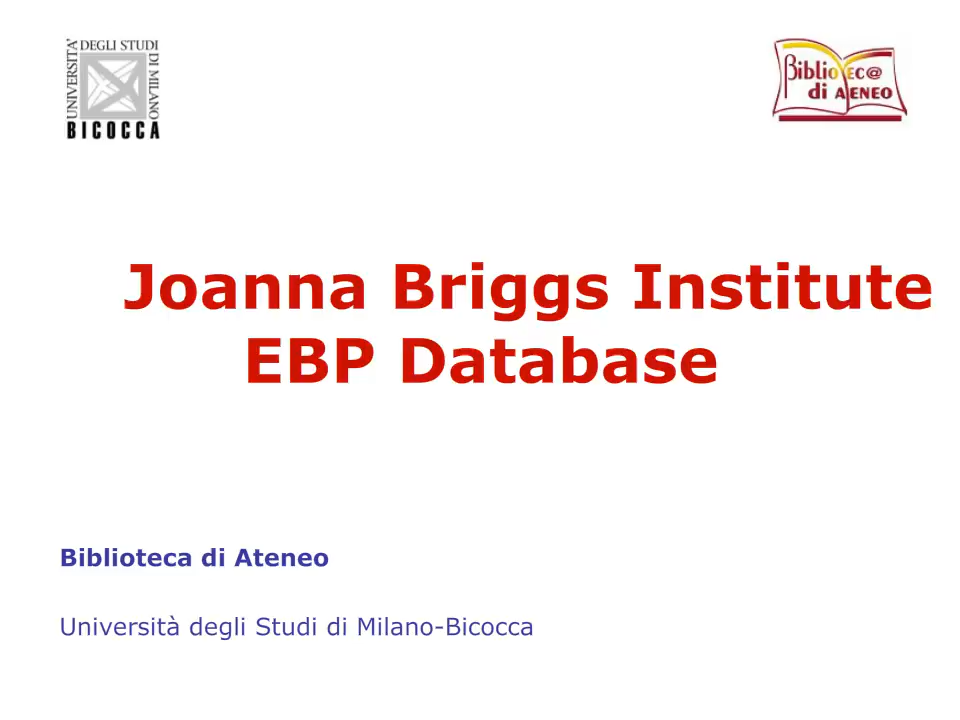 UNIVERSITA' DEGLI STUDI DI MILANO
BICOCCA
Bibliotec@
di ATENEO
Joanna Briggs Institute
EBP Database
Biblioteca di Ateneo
Università degli Studi di Milano-Bicocca